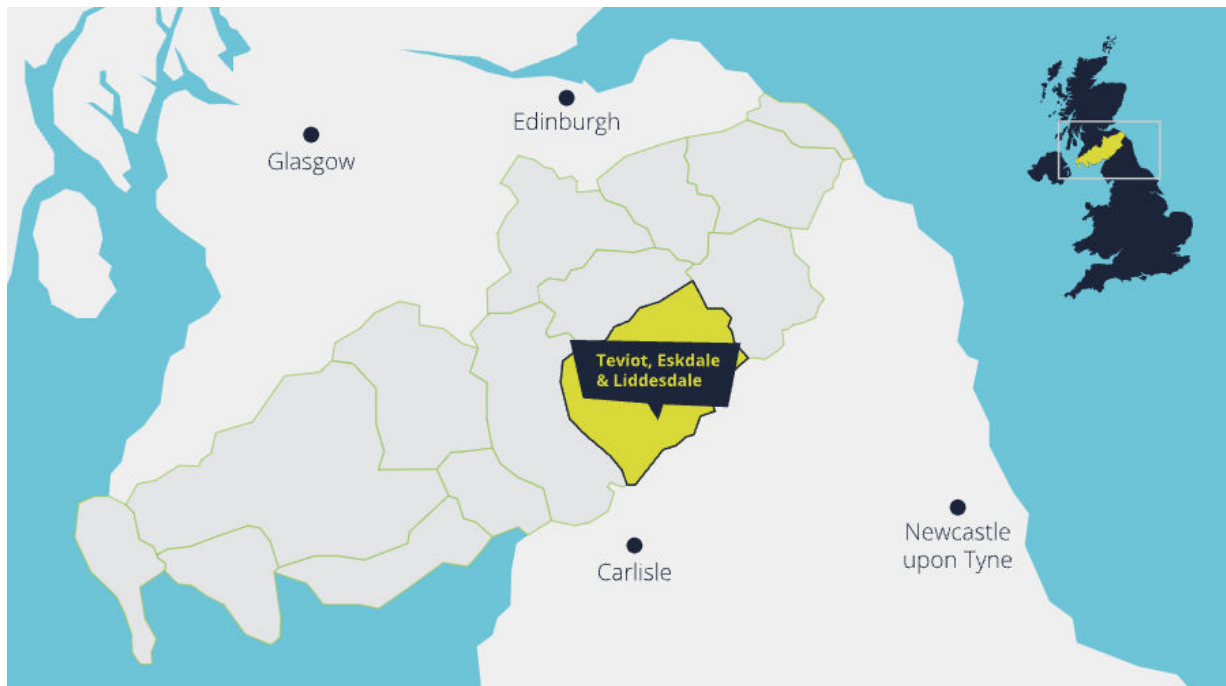 Edinburgh
Glasgow
Teviot, Eskdale
& Liddesdale
Newcastle
upon Tyne
Carlisle